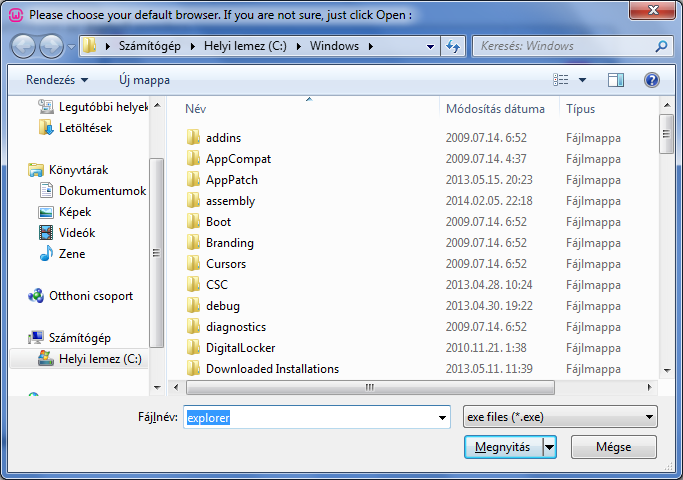 Please choose your default browser. If you are not sure, just click Open :
Számítógép Helyi lemez (C:) Windows Keresés: Windows
Rendezés Új mappa
Legutóbbi helyek
Letöltések
Könyvtárak
Dokumentumok
Képek
Videók
Zene
Otthoni csoport
Számítógép
Helyi lemez (C:)
Név Módosítás dátuma Típus
addins 2009.07.14. 6:52 Fájlmappa
AppCompat 2009.07.14. 4:37 Fájlmappa
AppPatch 2013.05.15. 20:23 Fájlmappa
assembly 2014.02.05. 22:18 Fájlmappa
Boot 2009.07.14. 6:52 Fájlmappa
Branding 2009.07.14. 6:52 Fájlmappa
Cursors 2009.07.14. 6:52 Fájlmappa
CSC 2013.04.28. 10:24 Fájlmappa
debug 2013.04.30. 19:22 Fájlmappa
diagnostics 2009.07.14. 6:52 Fájlmappa
DigitalLocker 2010.11.21. 1:38 Fájlmappa
Downloaded Installations 2013.05.11. 11:39 Fájlmappa
Fájlnév: explorer exe files (*.exe)
Megnyitás Mégse